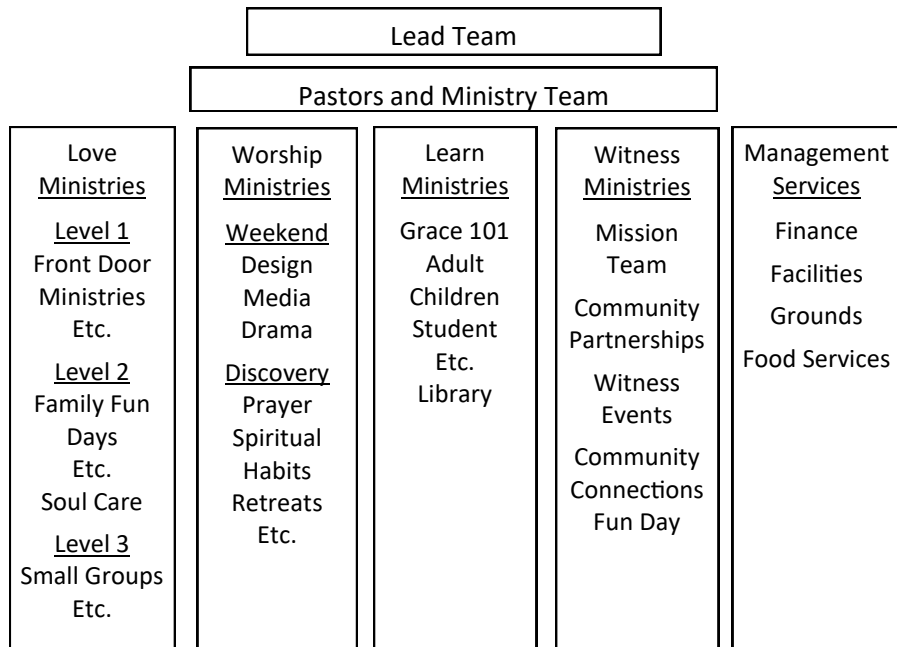 Lead Team
Pastors and Ministry Team
Love
Ministries
Level 1
Front Door
Ministries
Etc.
Level 2
Family Fun
Days
Etc.
Soul Care
Level 3
Small Groups
Etc.
Worship
Ministries
Weekend
Design
Media
Drama
Discovery
Prayer
Spiritual
Habits
Retreats
Etc.
Learn
Ministries
Grace 101
Adult
Children
Student
Etc.
Library
Witness
Ministries
Mission
Team
Community
Partnerships
Witness
Events
Community
Connections
Fun Day
Management
Services
Finance
Facilities
Grounds
Food Services